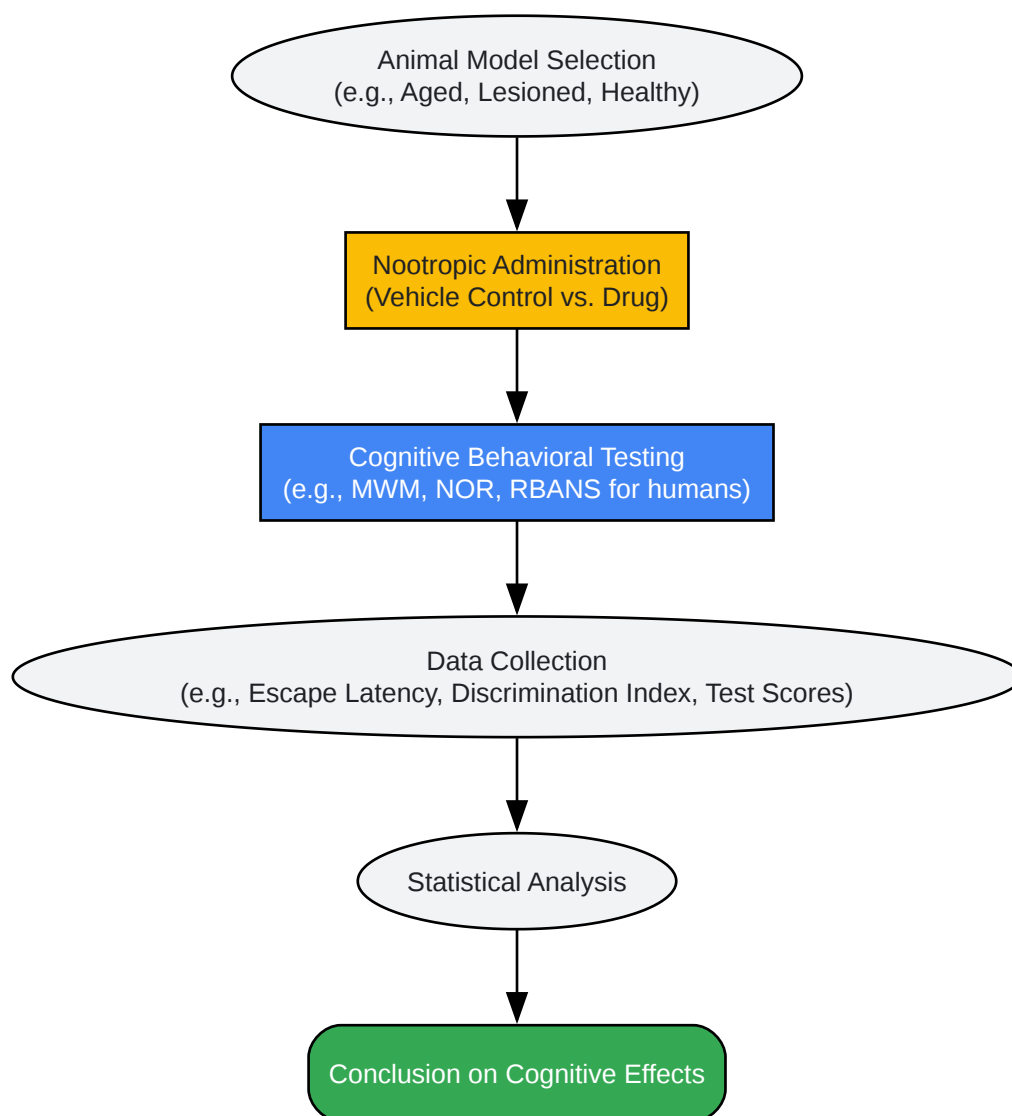 Animal Model Selection
(e.g., Aged, Lesioned, Healthy)
Nootropic Administration
(Vehicle Control vs. Drug)
Cognitive Behavioral Testing
(e.g., MWM, NOR, RBANS for humans)
Data Collection
(e.g., Escape Latency, Discrimination Index, Test Scores)
Statistical Analysis
Conclusion on Cognitive Effects